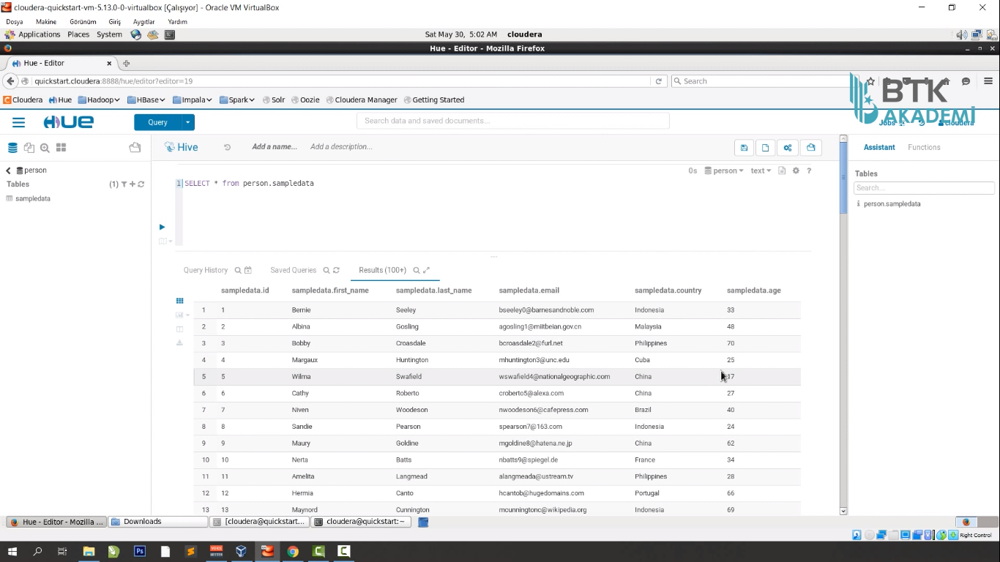 cloudera-quickstart-vm-5.13.0-0-virtualbox [Çalışıyor] - Oracle VM VirtualBox
Dosya Makine Görünüm Giriş Aygıtlar Yardım
Applications Places System Sat May 30, 5:02 AM cloudera
Hue - Editor - Mozilla Firefox
Hue - Editor
quickstart.cloudera:8888/hue/editor?editor=19 Search
Cloudera Hue Hadoop HBase Impala Spark Solr Oozie Cloudera Manager Getting Started
BTK
AKADEMİ
HUE Query Search data and saved documents... Jobs cloudera
Hive Add a name... Add a description... Assistant Functions
person 0s person text ?
Tables (1) Tables
1 SELECT * from person.sampledata Search...
sampledata person.sampledata
Query History Saved Queries Results (100+)
sampledata.id sampledata.first_name sampledata.last_name sampledata.email sampledata.country sampledata.age
1 1 Bernie Seeley bseeley0@barnesandnoble.com Indonesia 33
2 2 Albina Gosling agosling1@miitbeian.gov.cn Malaysia 48
3 3 Bobby Croasdale bcroasdale2@furl.net Philippines 70
4 4 Margaux Huntington mhuntington3@unc.edu Cuba 25
5 5 Wilma Swafield wswafield4@nationalgeographic.com China 17
6 6 Cathy Roberto croberto5@alexa.com China 27
7 7 Niven Woodeson nwoodeson6@cafepress.com Brazil 40
8 8 Sandie Pearson spearson7@163.com Indonesia 24
9 9 Maury Goldine mgoldine8@hatena.ne.jp China 62
10 10 Nerta Batts nbatts9@spiegel.de France 34
11 11 Amelita Langmead alangmeada@ustream.tv Philippines 28
12 12 Hermia Canto hcantob@hugedomains.com Portugal 66
13 13 Maynord Cunnington mcunningtonc@wikipedia.org Indonesia 69
Hue - Editor - Mozilla ... Downloads [cloudera@quickstart... cloudera@quickstart:~
Right Control
Ps